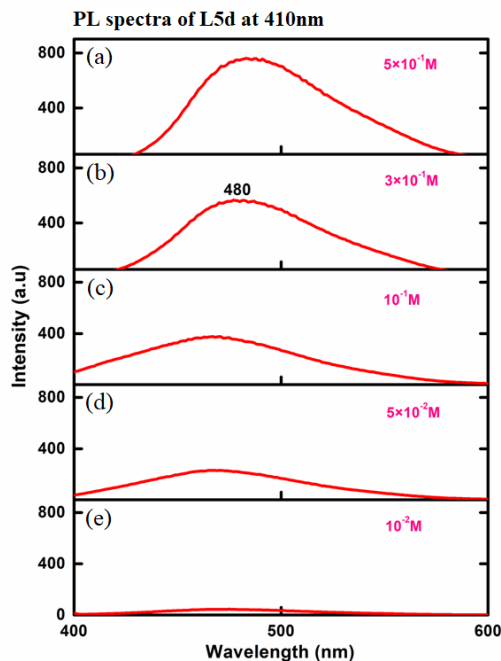 PL spectra of L5d at 410nm
(a)
5×10⁻¹M
800
400
(b)
480
3×10⁻¹M
800
400
(c)
10⁻¹M
800
400
(d)
5×10⁻²M
800
400
(e)
10⁻²M
800
400
0
400
500
600
Intensity (a.u)
Wavelength (nm)